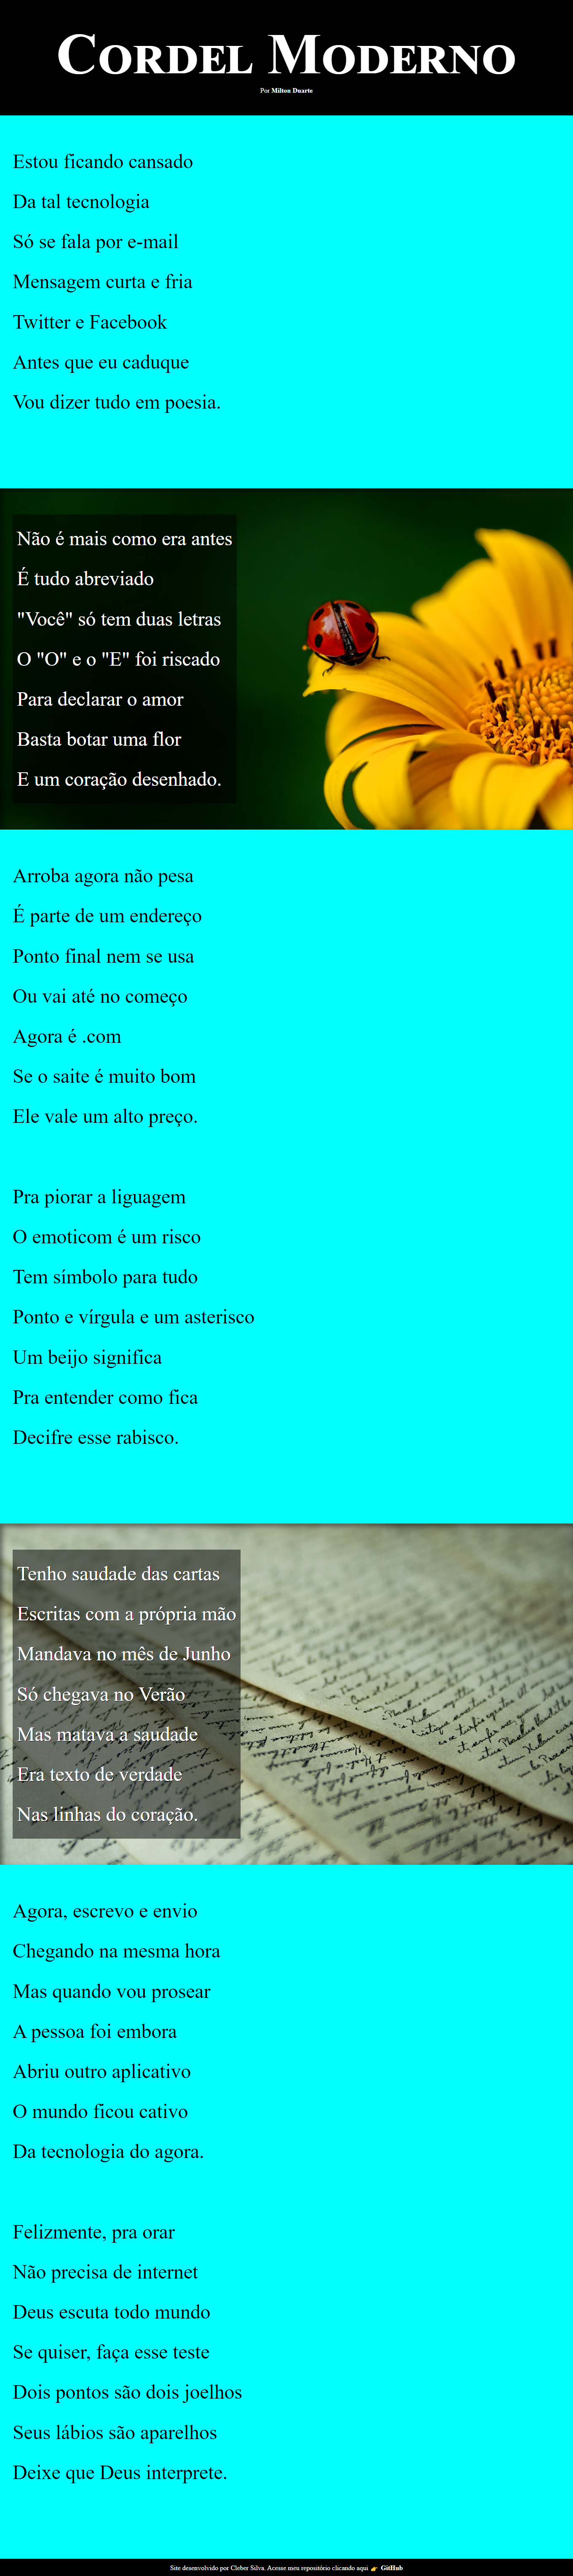 Cordel Moderno
Por Milton Duarte
Estou ficando cansado
Da tal tecnologia
Só se fala por e-mail
Mensagem curta e fria
Twitter e Facebook
Antes que eu caduque
Vou dizer tudo em poesia.
Não é mais como era antes
É tudo abreviado
"Você" só tem duas letras
O "O" e o "E" foi riscado
Para declarar o amor
Basta botar uma flor
E um coração desenhado.
Arroba agora não pesa
É parte de um endereço
Ponto final nem se usa
Ou vai até no começo
Agora é .com
Se o saite é muito bom
Ele vale um alto preço.
Pra piorar a liguagem
O emoticom é um risco
Tem símbolo para tudo
Ponto e vírgula e um asterisco
Um beijo significa
Pra entender como fica
Decifre esse rabisco.
Tenho saudade das cartas
Escritas com a própria mão
Mandava no mês de Junho
Só chegava no Verão
Mas matava a saudade
Era texto de verdade
Nas linhas do coração.
Agora, escrevo e envio
Chegando na mesma hora
Mas quando vou prosear
A pessoa foi embora
Abriu outro aplicativo
O mundo ficou cativo
Da tecnologia do agora.
Felizmente, pra orar
Não precisa de internet
Deus escuta todo mundo
Se quiser, faça esse teste
Dois pontos são dois joelhos
Seus lábios são aparelhos
Deixe que Deus interprete.
Site desenvolvido por Cleber Silva. Acesse meu repositório clicando aqui 👉 GitHub